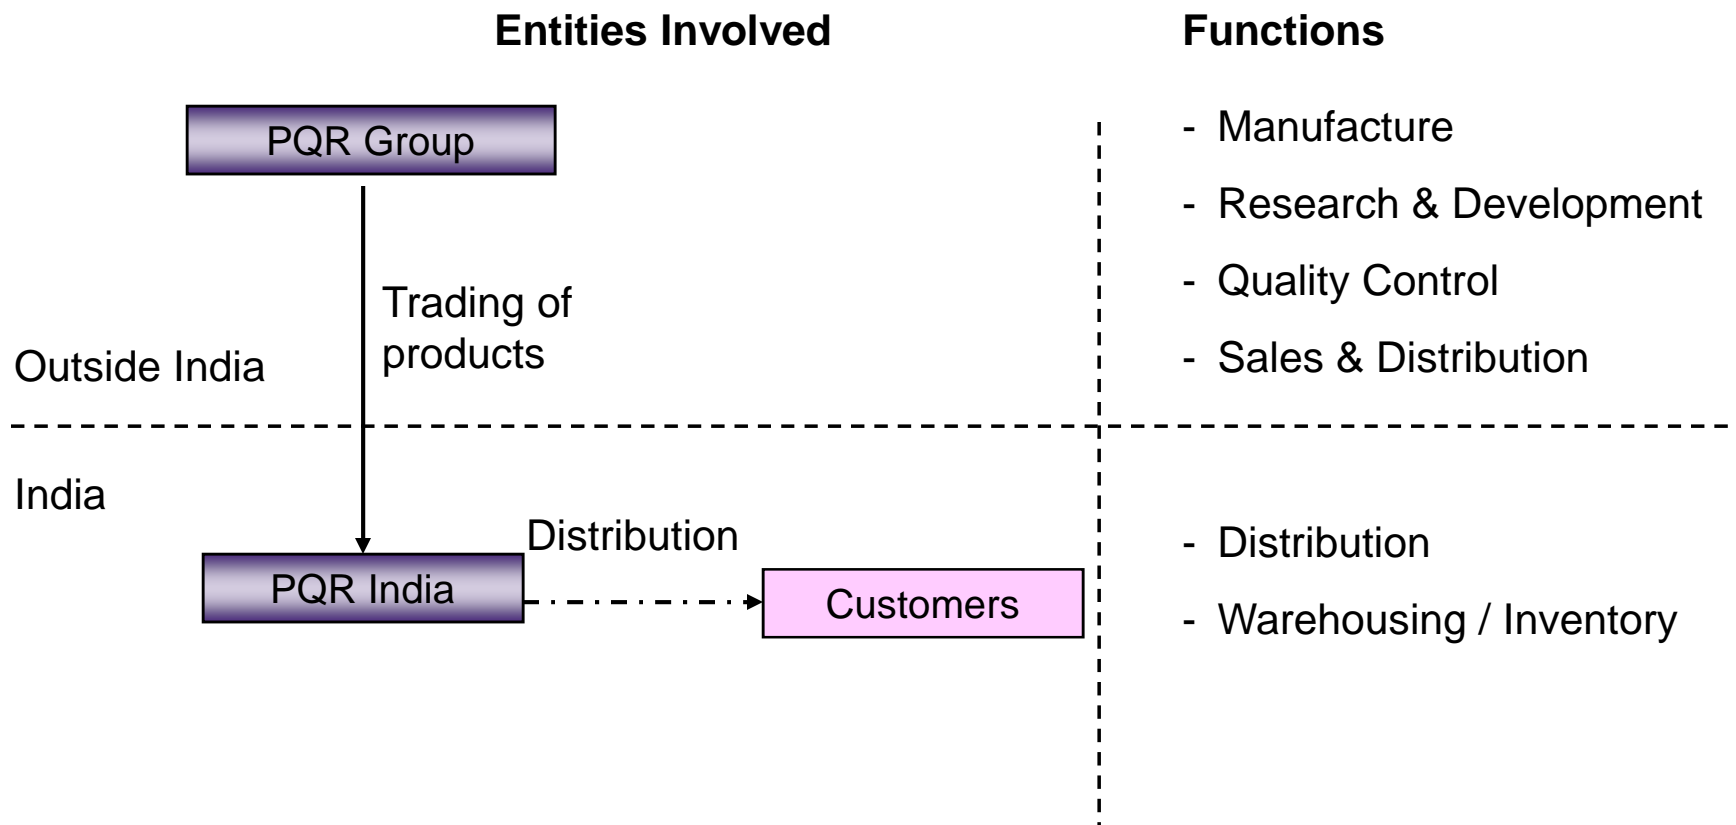 Entities Involved
Functions
PQR Group
Trading of
products
Outside India
- Manufacture
- Research & Development
- Quality Control
- Sales & Distribution
India
PQR India
Distribution
Customers
- Distribution
- Warehousing / Inventory